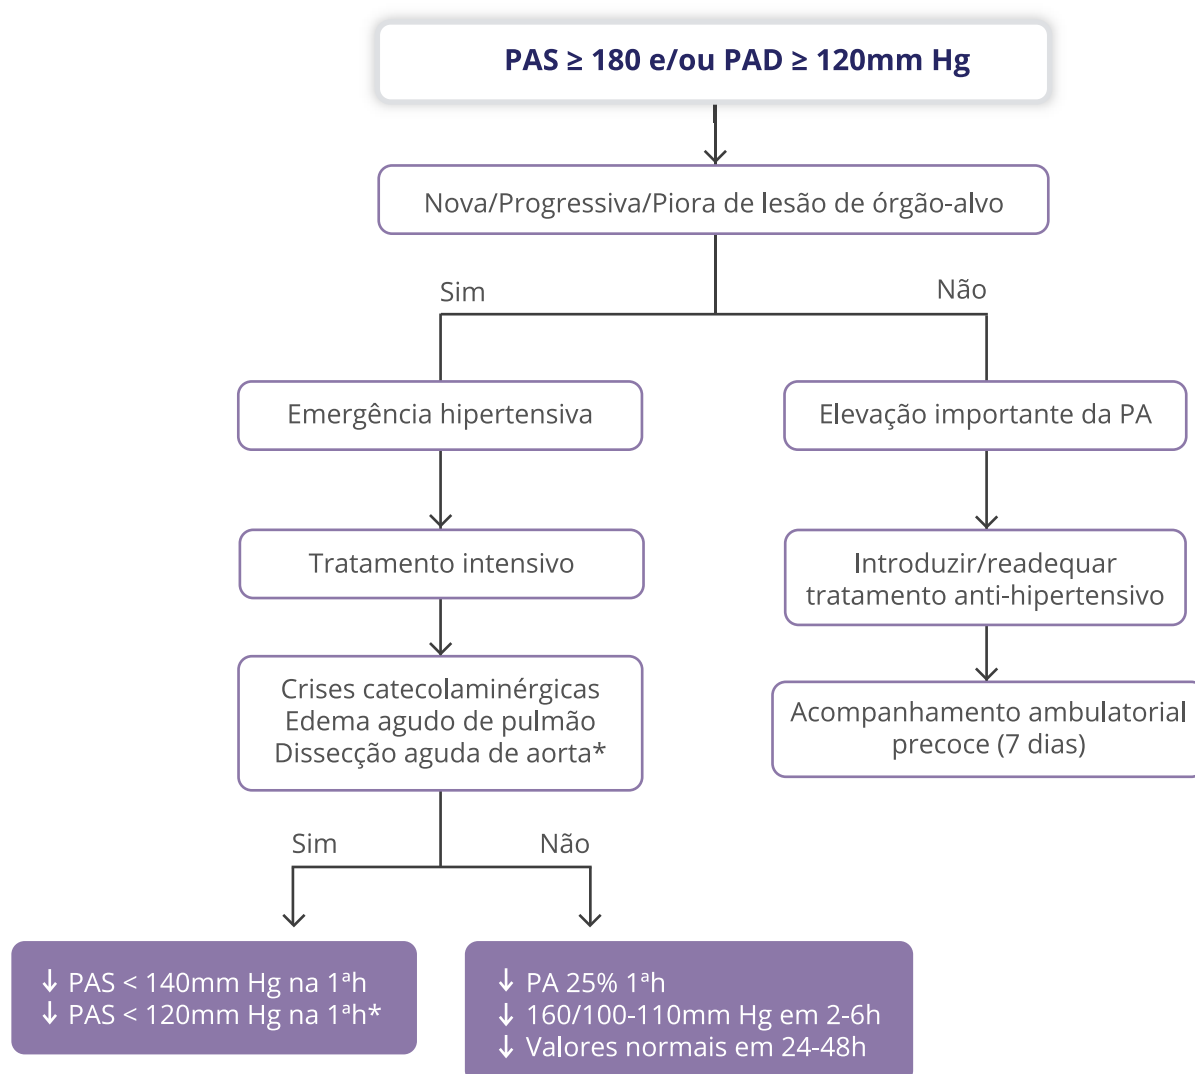 PAS ≥ 180 e/ou PAD ≥ 120mm Hg
Nova/Progressiva/Piora de lesão de órgão-alvo
Sim
Não
Emergência hipertensiva
Elevação importante da PA
Tratamento intensivo
Introduzir/readequar
tratamento anti-hipertensivo
Crises catecolaminérgicas
Edema agudo de pulmão
Dissecção aguda de aorta*
Acompanhamento ambulatorial
precoce (7 dias)
Sim
Não
↓ PAS < 140mm Hg na 1ªh
↓ PAS < 120mm Hg na 1ªh*
↓ PA 25% 1ªh
↓ 160/100-110mm Hg em 2-6h
↓ Valores normais em 24-48h